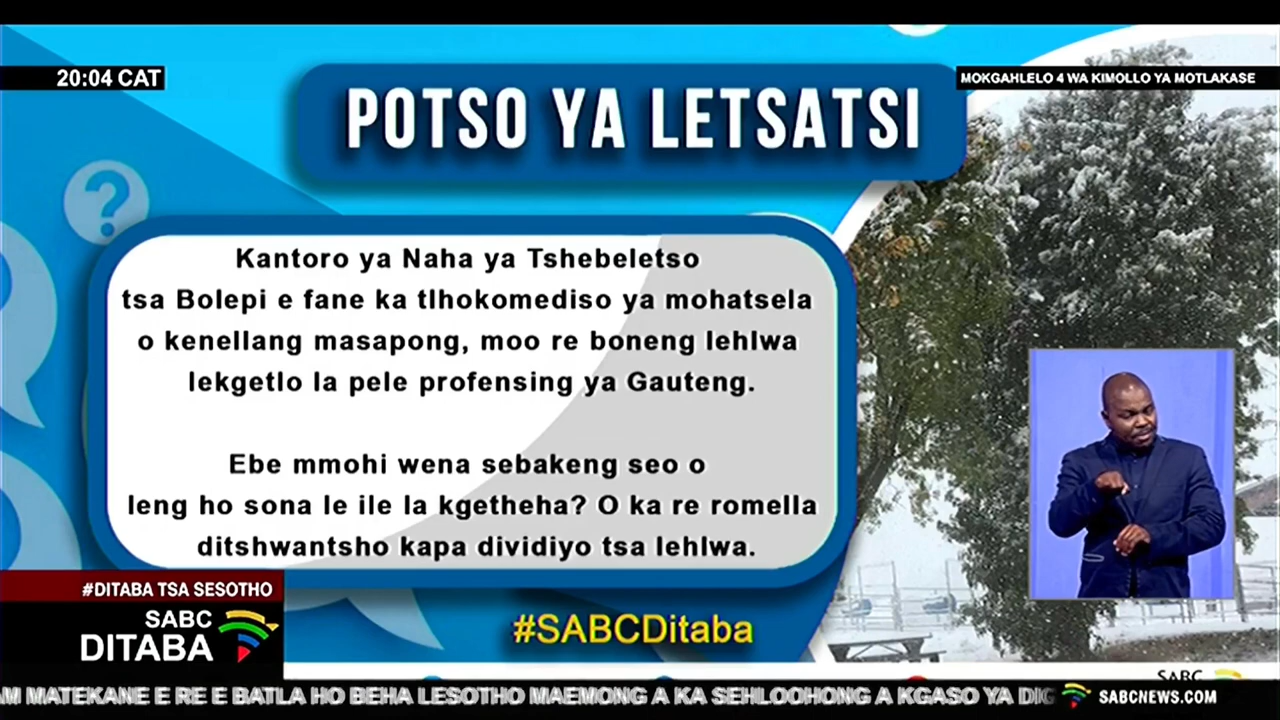 20:04 CAT
MOKGAHLELO 4 WA KIMOLLO YA MOTLAKASE
POTSO YA LETSATSI
Kantoro ya Naha ya Tshebeletso
tsa Bolepi e fane ka tlhokomediso ya mohatsela
o kenellang masapong, moo re boneng lehlwa
lekgetlo la pele profensing ya Gauteng.
Ebe mmohi wena sebakeng seo o
leng ho sona le ile la kgetheha? O ka re romella
ditshwantsho kapa dividiyo tsa lehlwa.
#DITABA TSA SESOTHO
SABC
DITABA
#SABCDitaba
SABC
MATEKANE E RE E BATLA HO BEHA LESOTHO MAEMONG A KA SEHLOOHONG A KGASO YA
SABCNEWS.COM